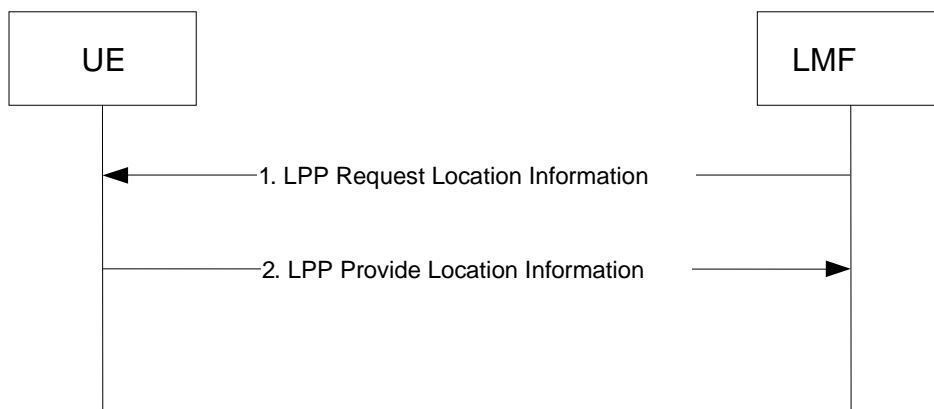 UE
LMF
1. LPP Request Location Information
2. LPP Provide Location Information